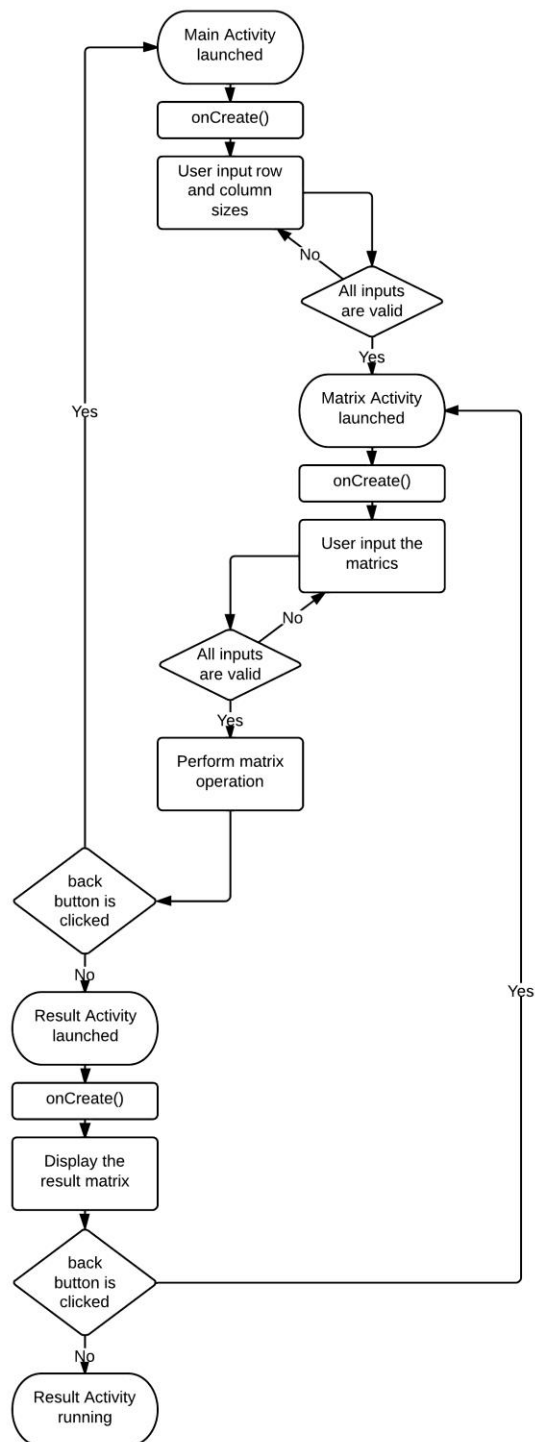 Main Activity
launched
onCreate()
User input row
and column
sizes
No
All inputs
are valid
Yes
Matrix Activity
launched
Yes
onCreate()
User input the
matrics
No
All inputs
are valid
Yes
Perform matrix
operation
back
button is
clicked
No
Result Activity
launched
Yes
onCreate()
Display the
result matrix
back
button is
clicked
No
Result Activity
running